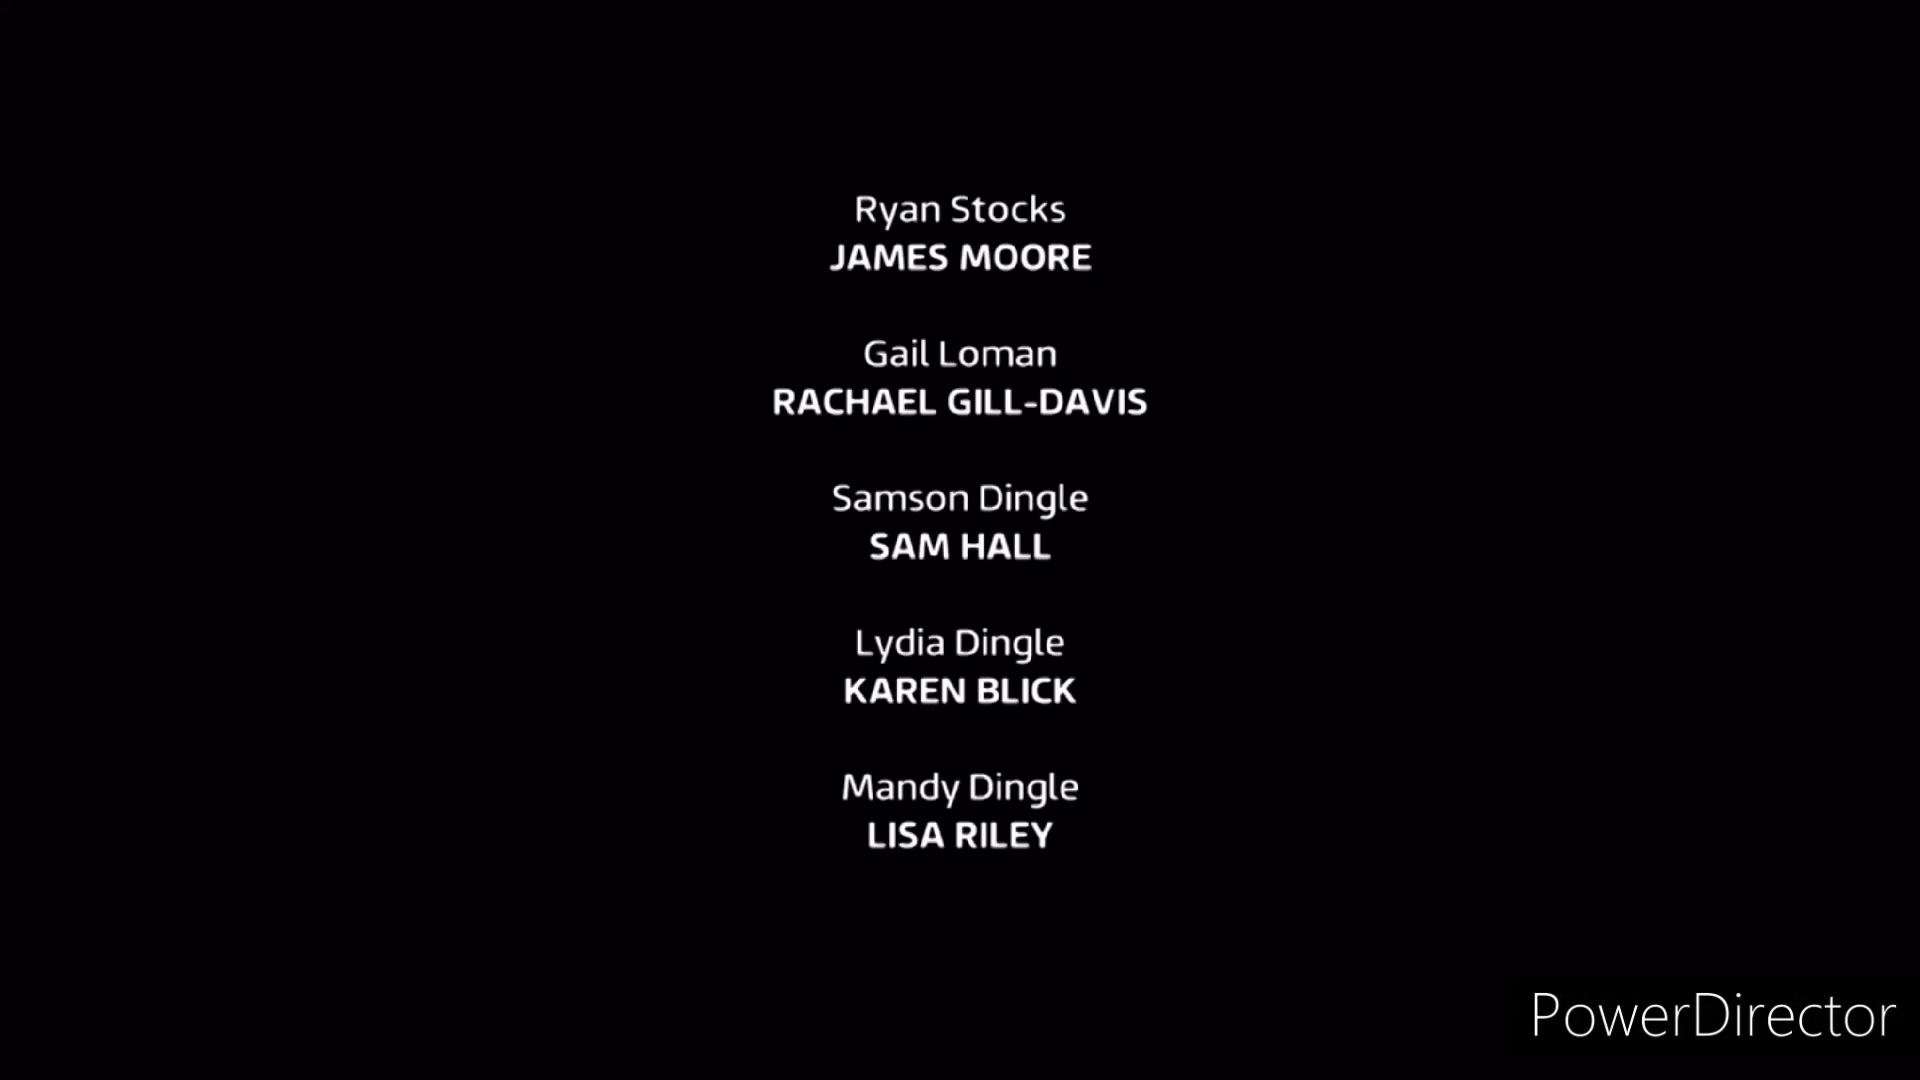 Ryan Stocks
JAMES MOORE
Gail Loman
RACHAEL GILL-DAVIS
Samson Dingle
SAM HALL
Lydia Dingle
KAREN BLICK
Mandy Dingle
LISA RILEY
PowerDirector